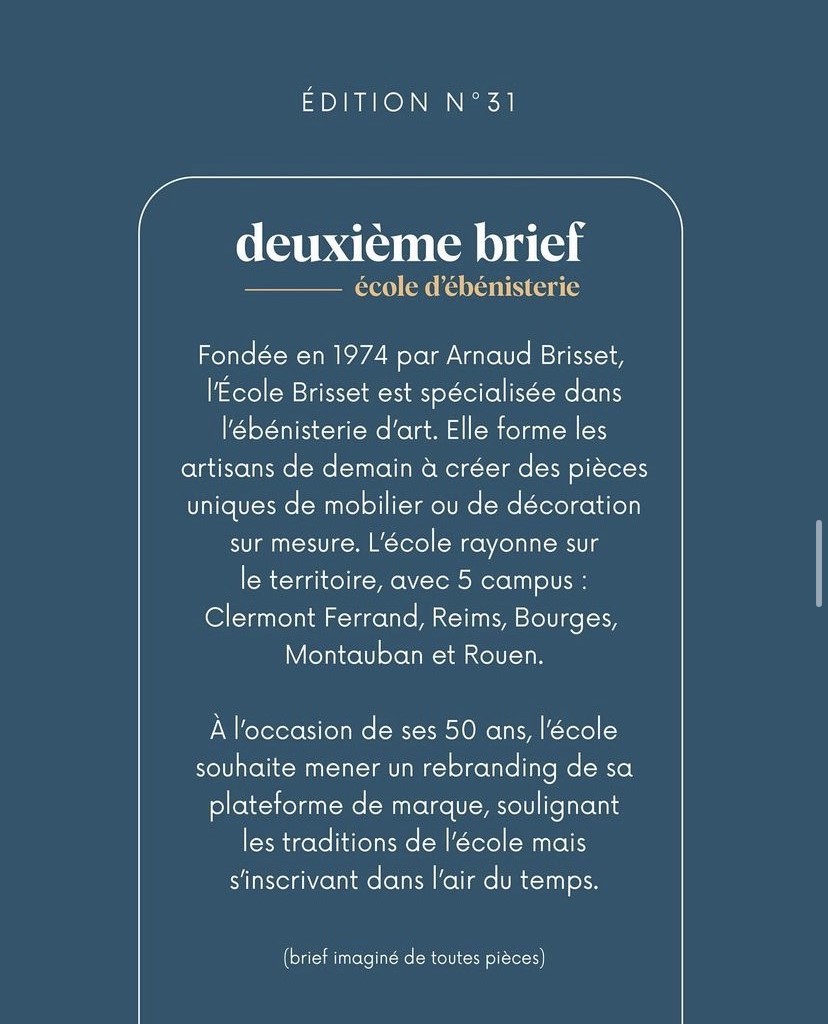 ÉDITION N°31
deuxième brief
école d'ébénisterie
Fondée en 1974 par Arnaud Brisset,
l'École Brisset est spécialisée dans
l'ébénisterie d'art. Elle forme les
artisans de demain à créer des pièces
uniques de mobilier ou de décoration
sur mesure. L'école rayonne sur
le territoire, avec 5 campus :
Clermont Ferrand, Reims, Bourges,
Montauban et Rouen.
À l'occasion de ses 50 ans, l'école
souhaite mener un rebranding de sa
plateforme de marque, soulignant
les traditions de l'école mais
s'inscrivant dans l'air du temps.
(brief imaginé de toutes pièces)